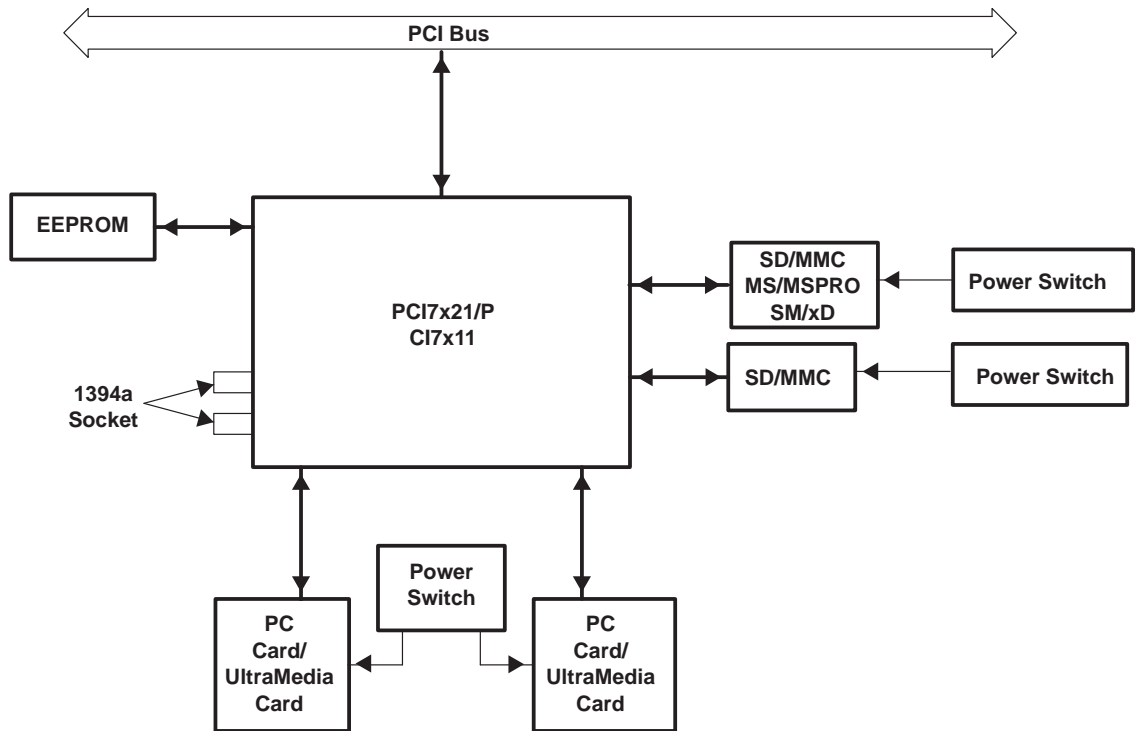 PCI Bus
EEPROM
SD/MMC
MS/MSPRO
SM/xD
Power Switch
PCI7x21/P
CI7x11
SD/MMC
Power Switch
1394a
Socket
Power
Switch
PC
Card/
UltraMedia
Card
PC
Card/
UltraMedia
Card